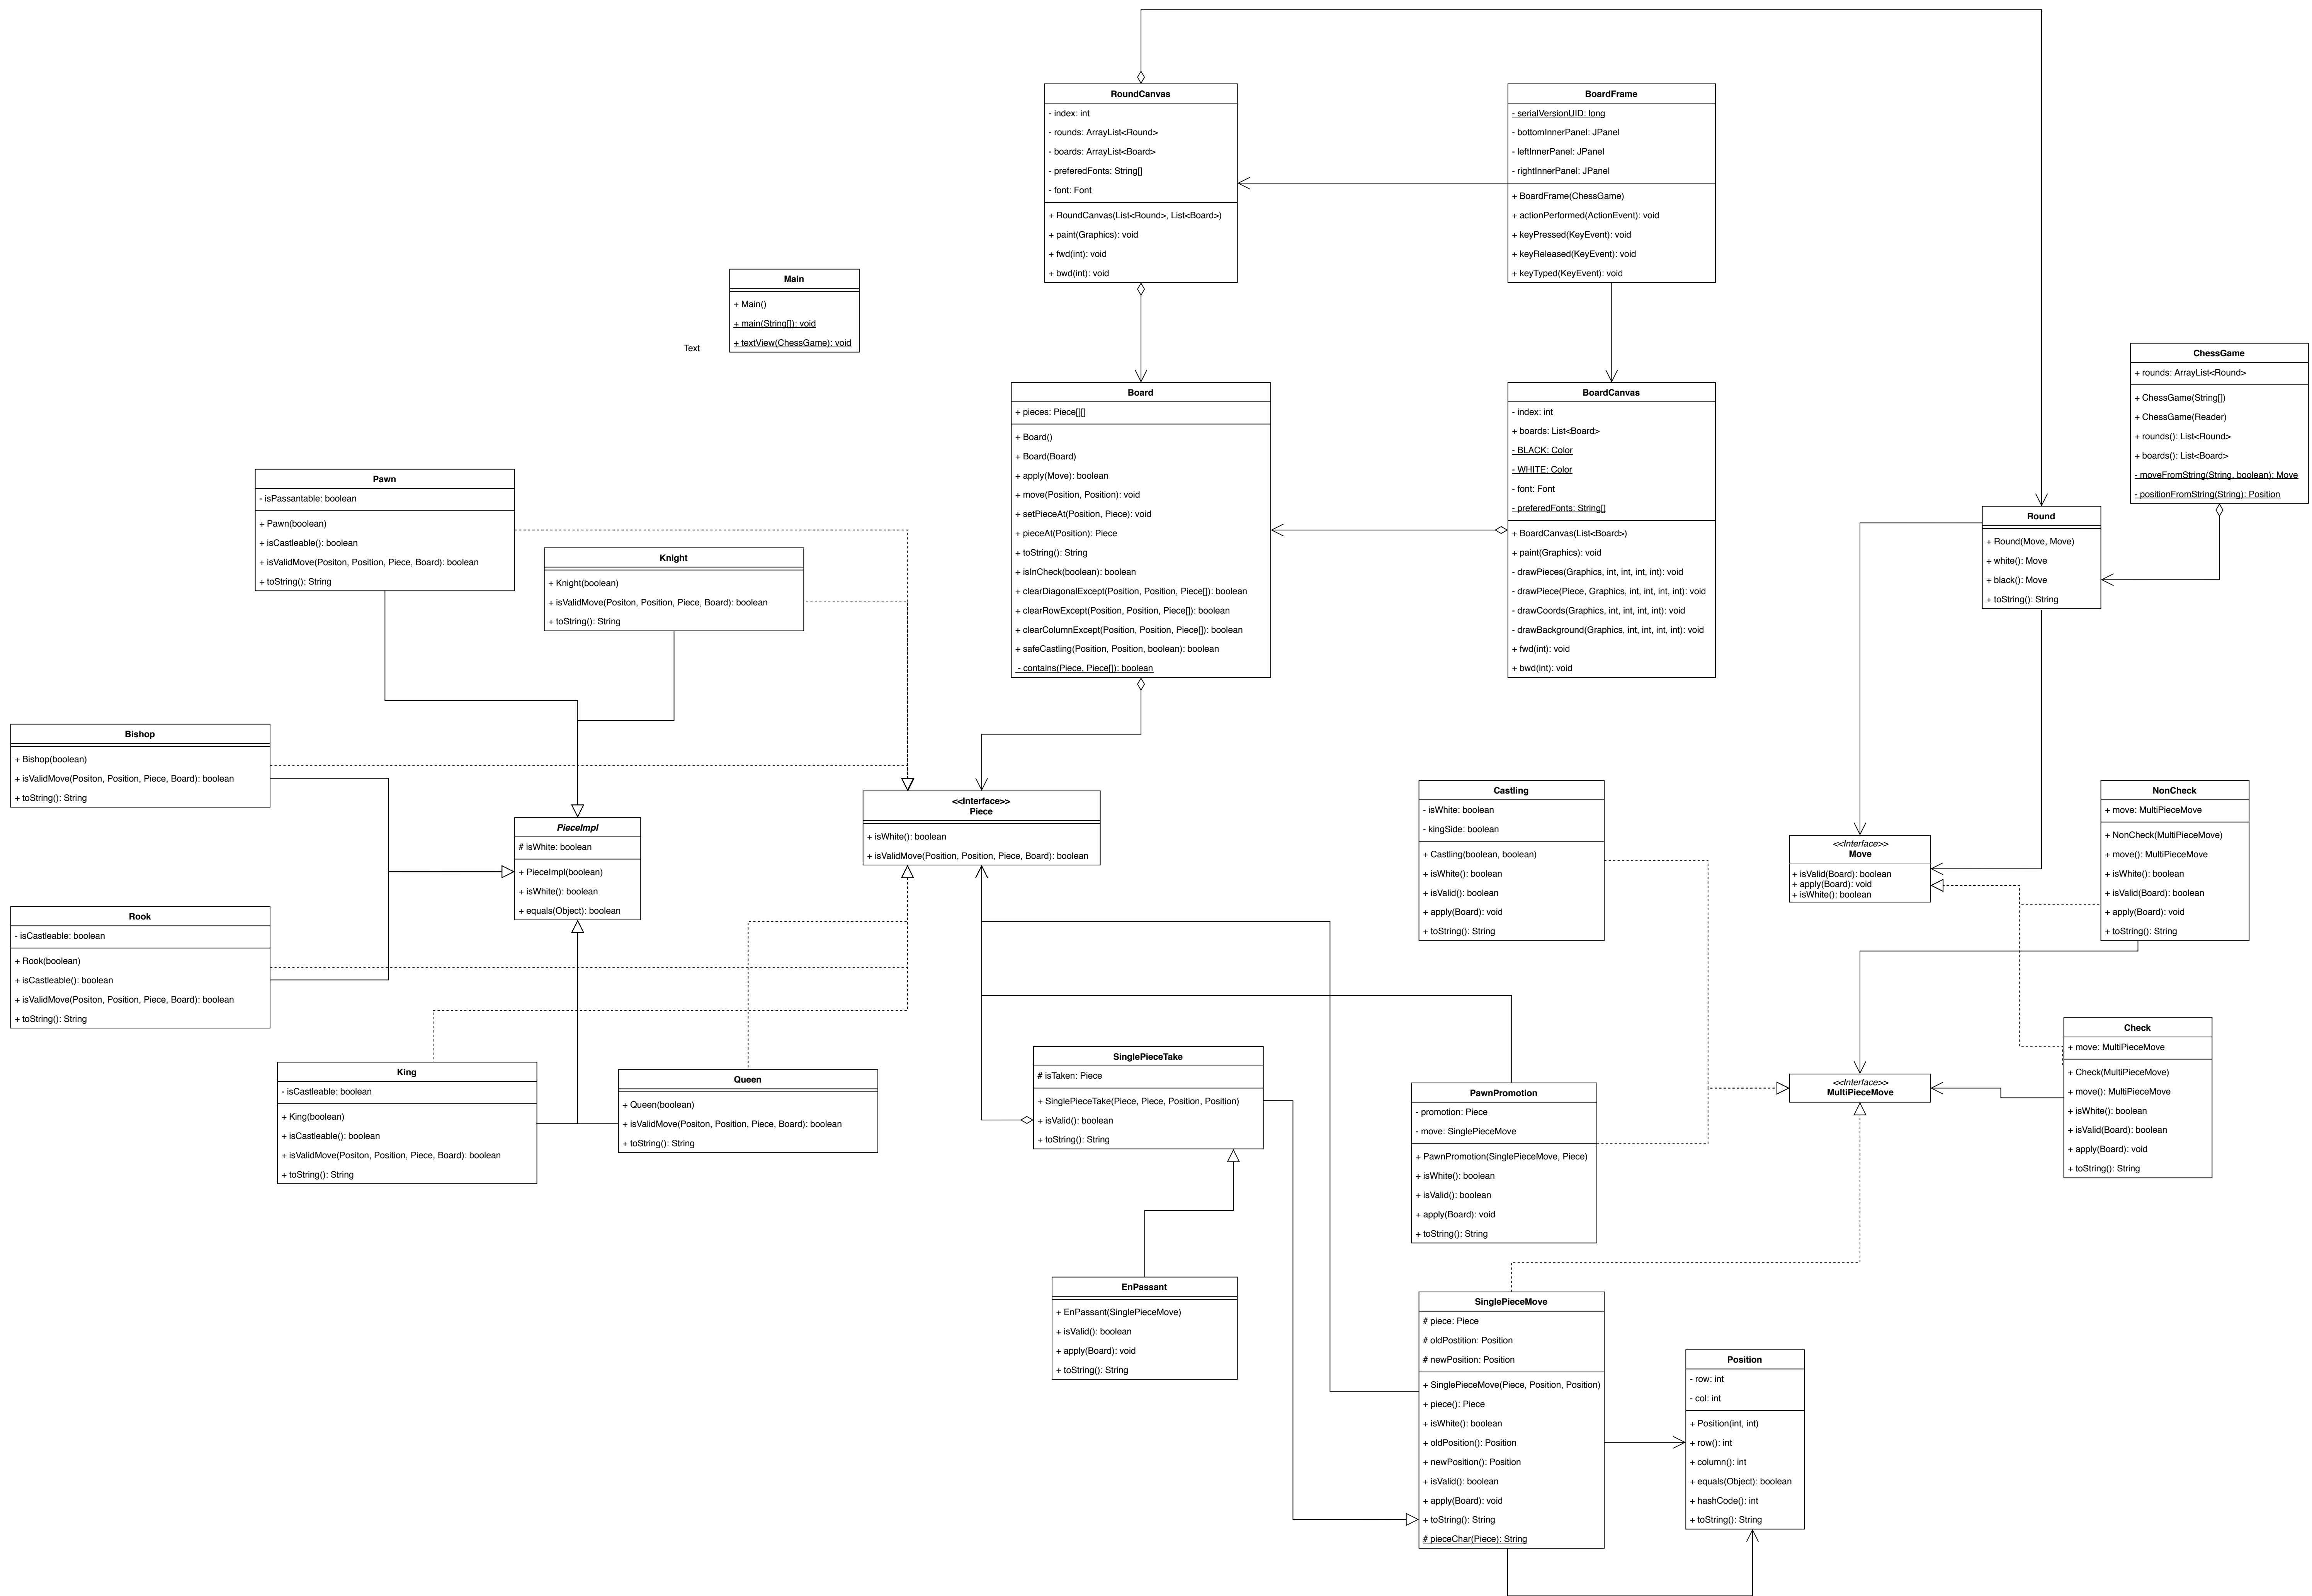 RoundCanvas
- index: int
- rounds: ArrayList<Round>
- boards: ArrayList<Board>
- preferedFonts: String[]
- font: Font
+ RoundCanvas(List<Round>, List<Board>)
+ paint(Graphics): void
+ fwd(int): void
+ bwd(int): void
BoardFrame
- serialVersionUID: long
- bottomInnerPanel: JPanel
- leftInnerPanel: JPanel
- rightInnerPanel: JPanel
+ BoardFrame(ChessGame)
+ actionPerformed(ActionEvent): void
+ keyPressed(KeyEvent): void
+ keyReleased(KeyEvent): void
+ keyTyped(KeyEvent): void
Main
+ Main()
+ main(String[]): void
+ textView(ChessGame): void
Text
ChessGame
+ rounds: ArrayList<Round>
+ ChessGame(String[])
+ ChessGame(Reader)
+ rounds(): List<Round>
+ boards(): List<Board>
- moveFromString(String, boolean): Move
- positionFromString(String): Position
Board
+ pieces: Piece[][]
+ Board()
+ Board(Board)
+ apply(Move): boolean
+ move(Position, Position): void
+ setPieceAt(Position, Piece): void
+ pieceAt(Position): Piece
+ toString(): String
+ isInCheck(boolean): boolean
+ clearDiagonalExcept(Position, Position, Piece[]): boolean
+ clearRowExcept(Position, Position, Piece[]): boolean
+ clearColumnExcept(Position, Position, Piece[]): boolean
+ safeCastling(Position, Position, boolean): boolean
- contains(Piece, Piece[]): boolean
BoardCanvas
- index: int
+ boards: List<Board>
- BLACK: Color
- WHITE: Color
- font: Font
- preferedFonts: String[]
+ BoardCanvas(List<Board>)
+ paint(Graphics): void
- drawPieces(Graphics, int, int, int, int): void
- drawPiece(Piece, Graphics, int, int, int, int): void
- drawCoords(Graphics, int, int, int, int): void
- drawBackground(Graphics, int, int, int, int): void
+ fwd(int): void
+ bwd(int): void
Pawn
- isPassantable: boolean
+ Pawn(boolean)
+ isCastleable(): boolean
+ isValidMove(Positon, Position, Piece, Board): boolean
+ toString(): String
Knight
+ Knight(boolean)
+ isValidMove(Positon, Position, Piece, Board): boolean
+ toString(): String
Round
+ Round(Move, Move)
+ white(): Move
+ black(): Move
+ toString(): String
Bishop
+ Bishop(boolean)
+ isValidMove(Positon, Position, Piece, Board): boolean
+ toString(): String
PieceImpl
# isWhite: boolean
+ PieceImpl(boolean)
+ isWhite(): boolean
+ equals(Object): boolean
<<Interface>>
Piece
+ isWhite(): boolean
+ isValidMove(Position, Position, Piece, Board): boolean
Castling
- isWhite: boolean
- kingSide: boolean
+ Castling(boolean, boolean)
+ isWhite(): boolean
+ isValid(): boolean
+ apply(Board): void
+ toString(): String
<<Interface>>
Move
+ isValid(Board): boolean
+ apply(Board): void
+ isWhite(): boolean
NonCheck
+ move: MultiPieceMove
+ NonCheck(MultiPieceMove)
+ move(): MultiPieceMove
+ isWhite(): boolean
+ isValid(Board): boolean
+ apply(Board): void
+ toString(): String
Rook
- isCastleable: boolean
+ Rook(boolean)
+ isCastleable(): boolean
+ isValidMove(Positon, Position, Piece, Board): boolean
+ toString(): String
King
- isCastleable: boolean
+ King(boolean)
+ isCastleable(): boolean
+ isValidMove(Positon, Position, Piece, Board): boolean
+ toString(): String
Queen
+ Queen(boolean)
+ isValidMove(Positon, Position, Piece, Board): boolean
+ toString(): String
SinglePieceTake
# isTaken: Piece
+ SinglePieceTake(Piece, Piece, Position, Position)
+ isValid(): boolean
+ toString(): String
PawnPromotion
- promotion: Piece
- move: SinglePieceMove
+ PawnPromotion(SinglePieceMove, Piece)
+ isWhite(): boolean
+ isValid(): boolean
+ apply(Board): void
+ toString(): String
<<Interface>>
MultiPieceMove
Check
+ move: MultiPieceMove
+ Check(MultiPieceMove)
+ move(): MultiPieceMove
+ isWhite(): boolean
+ isValid(Board): boolean
+ apply(Board): void
+ toString(): String
EnPassant
+ EnPassant(SinglePieceMove)
+ isValid(): boolean
+ apply(Board): void
+ toString(): String
SinglePieceMove
# piece: Piece
# oldPostition: Position
# newPosition: Position
+ SinglePieceMove(Piece, Position, Position)
+ piece(): Piece
+ isWhite(): boolean
+ oldPosition(): Position
+ newPosition(): Position
+ isValid(): boolean
+ apply(Board): void
+ toString(): String
# pieceChar(Piece): String
Position
- row: int
- col: int
+ Position(int, int)
+ row(): int
+ column(): int
+ equals(Object): boolean
+ hashCode(): int
+ toString(): String